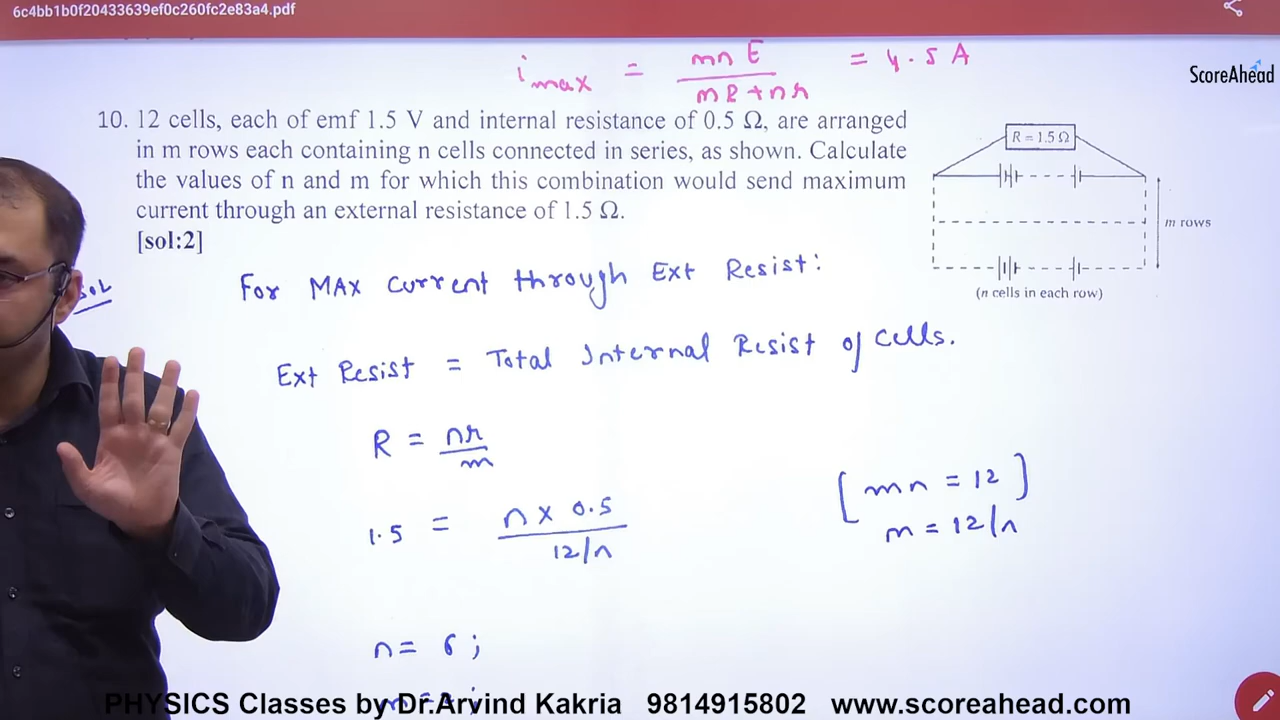 6c4bb1b0f20433639ef0c260fc2e83a4.pdf
i max = mn E / mR + nr = 4.5 A
ScoreAhead
10. 12 cells, each of emf 1.5 V and internal resistance of 0.5 Ω, are arranged
in m rows each containing n cells connected in series, as shown. Calculate
the values of n and m for which this combination would send maximum
current through an external resistance of 1.5 Ω.
[sol:2]
R = 1.5 Ω
m rows
(n cells in each row)
Sol
For MAX Current through Ext Resist:
Ext Resist = Total Internal Resist of Cells.
R = nr / m
[mn = 12]
m = 12/n
1.5 = n x 0.5 / 12/n
n = 6 ;
PHYSICS Classes by Dr.Arvind Kakria 9814915802 www.scoreahead.com